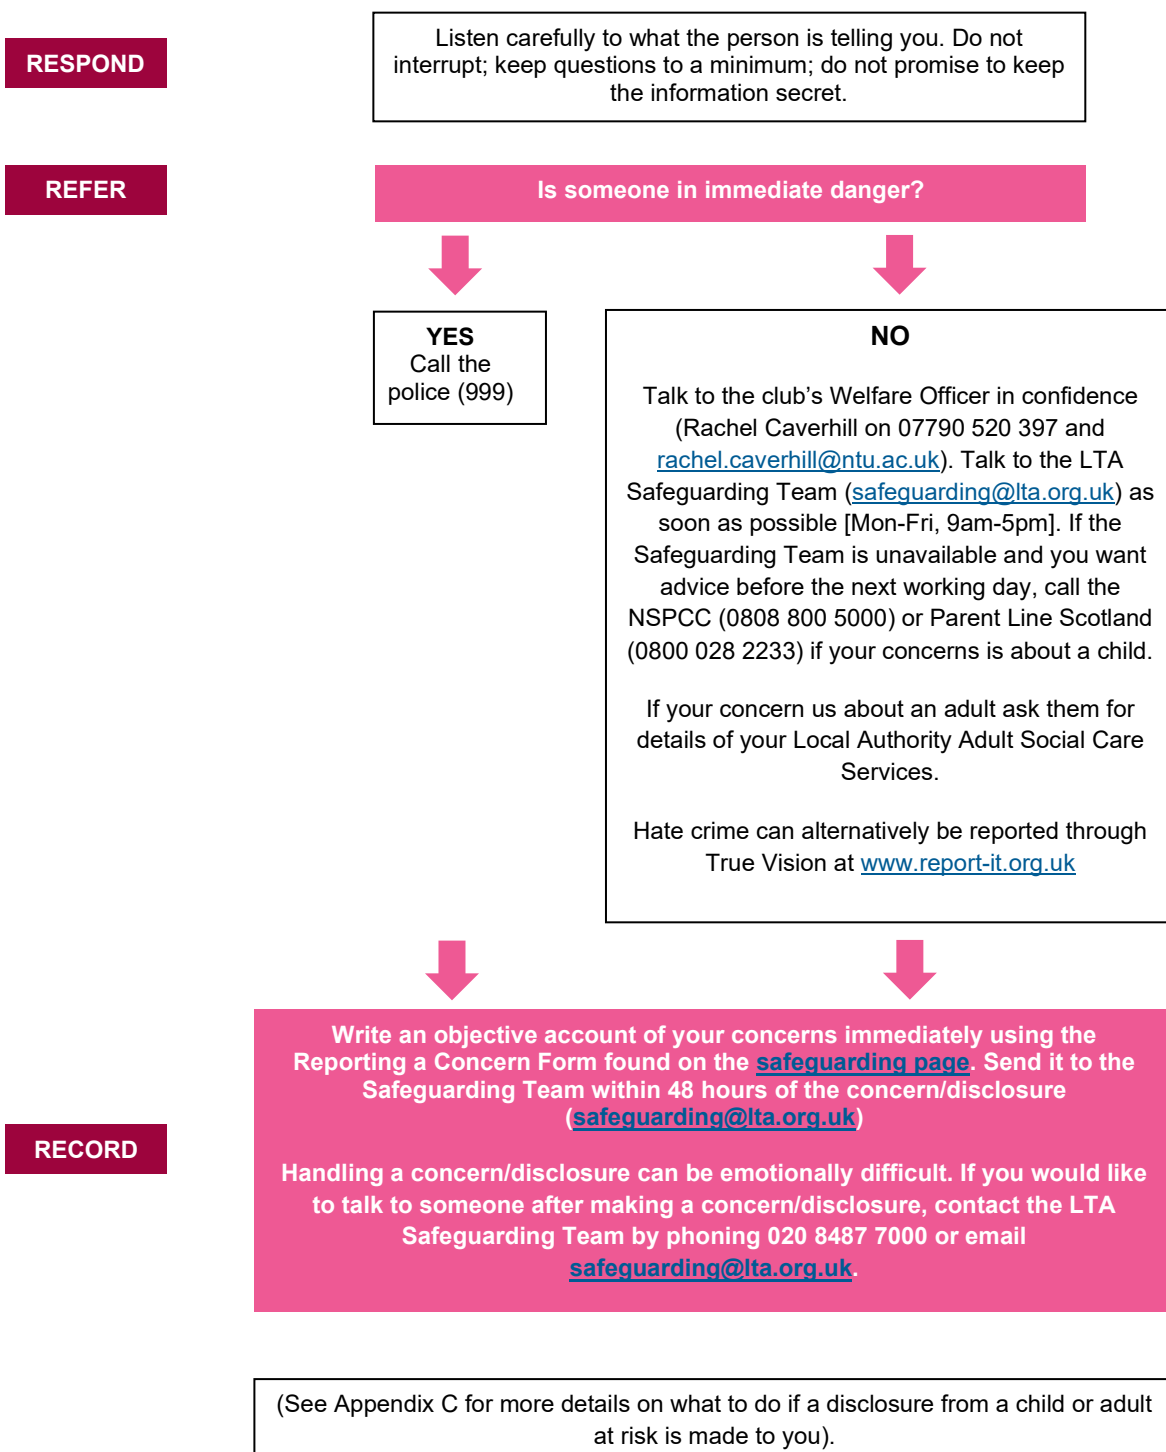 RESPOND
Listen carefully to what the person is telling you. Do not
interrupt; keep questions to a minimum; do not promise to keep
the information secret.
REFER
Is someone in immediate danger?
YES
Call the
police (999)
NO
Talk to the club's Welfare Officer in confidence
(Rachel Caverhill on 07790 520 397 and
rachel.caverhill@ntu.ac.uk). Talk to the LTA
Safeguarding Team (safeguarding@lta.org.uk) as
soon as possible [Mon-Fri, 9am-5pm]. If the
Safeguarding Team is unavailable and you want
advice before the next working day, call the
NSPCC (0808 800 5000) or Parent Line Scotland
(0800 028 2233) if your concerns is about a child.
If your concern us about an adult ask them for
details of your Local Authority Adult Social Care
Services.
Hate crime can alternatively be reported through
True Vision at www.report-it.org.uk
RECORD
Write an objective account of your concerns immediately using the
Reporting a Concern Form found on the safeguarding page. Send it to the
Safeguarding Team within 48 hours of the concern/disclosure
(safeguarding@lta.org.uk)
Handling a concern/disclosure can be emotionally difficult. If you would like
to talk to someone after making a concern/disclosure, contact the LTA
Safeguarding Team by phoning 020 8487 7000 or email
safeguarding@lta.org.uk.
(See Appendix C for more details on what to do if a disclosure from a child or adult
at risk is made to you).